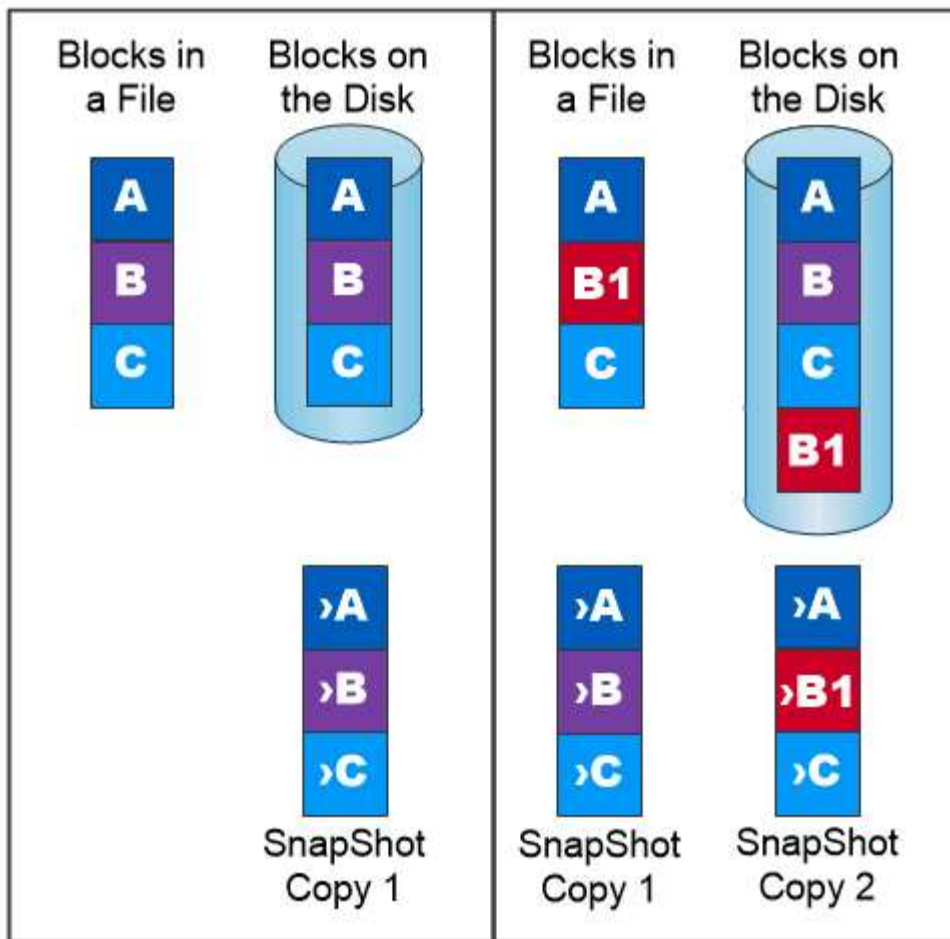 Blocks in
a File
Blocks on
the Disk
A
B
C
A
B
C
›A
›B
›C
SnapShot
Copy 1
Blocks in
a File
Blocks on
the Disk
A
B1
C
A
B
C
B1
›A
›B
›C
SnapShot
Copy 1
›A
›B1
›C
SnapShot
Copy 2